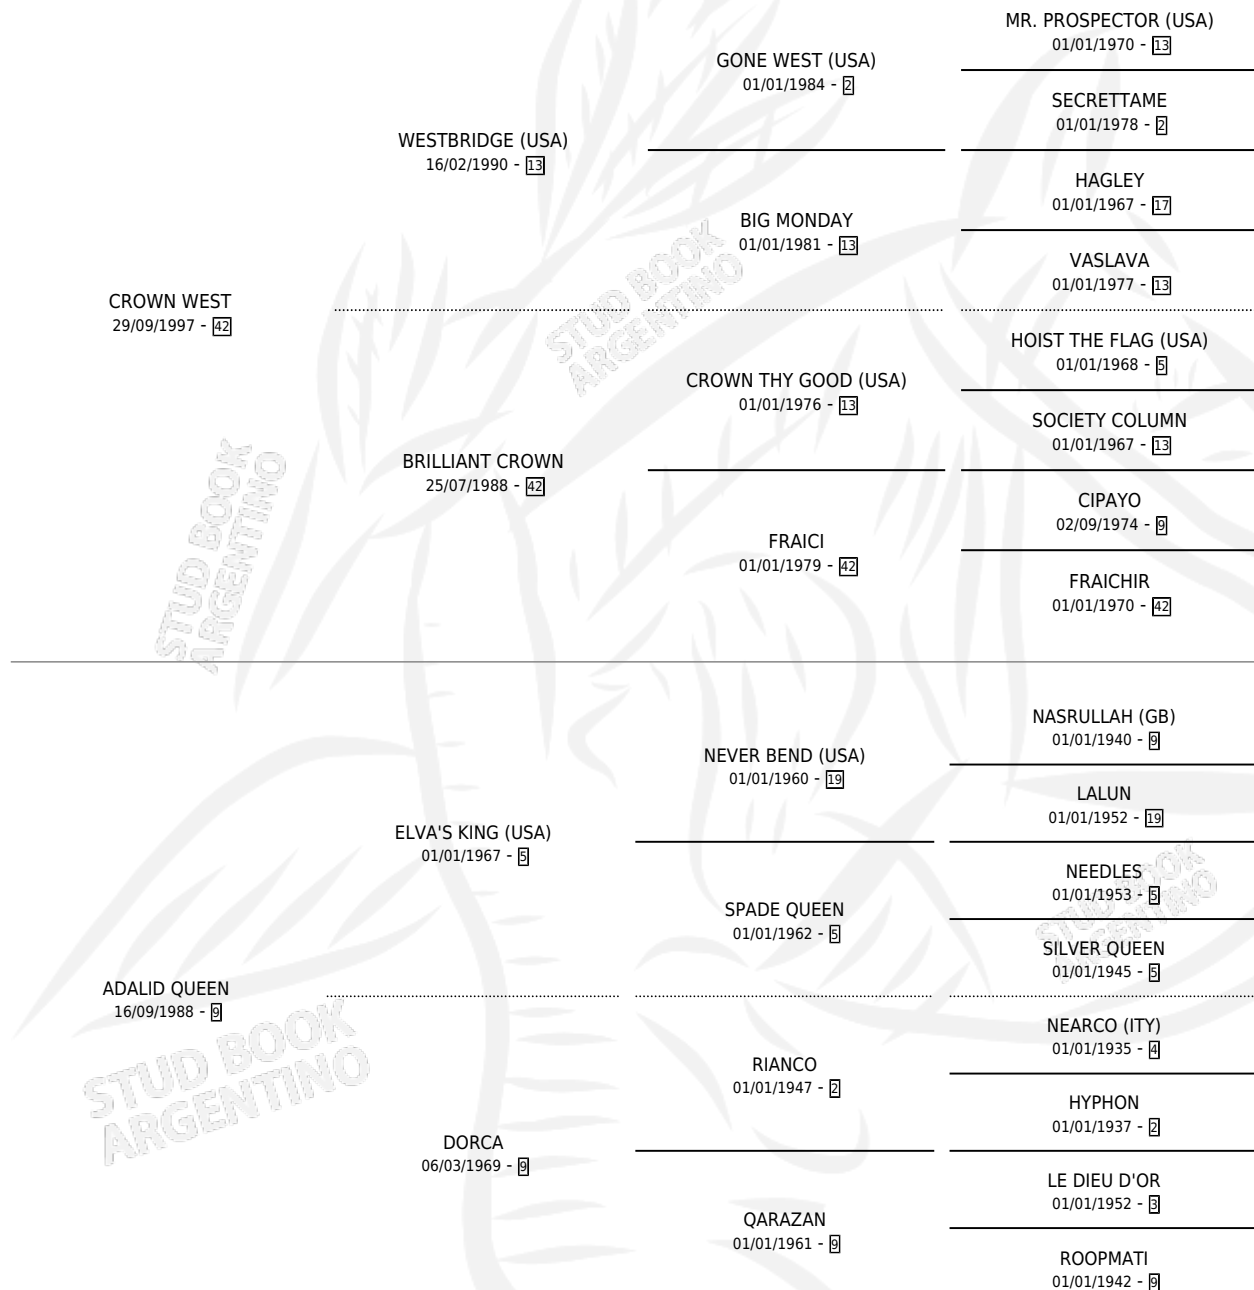 MR. PROSPECTOR (USA)
01/01/1970 - 13
GONE WEST (USA)
01/01/1984 - 2
SECRETTAME
01/01/1978 - 2
WESTBRIDGE (USA)
16/02/1990 - 13
HAGLEY
01/01/1967 - 17
BIG MONDAY
01/01/1981 - 13
VASLAVA
01/01/1977 - 13
CROWN WEST
29/09/1997 - 42
HOIST THE FLAG (USA)
01/01/1968 - 5
CROWN THY GOOD (USA)
01/01/1976 - 13
SOCIETY COLUMN
01/01/1967 - 13
BRILLIANT CROWN
25/07/1988 - 42
CIPAYO
02/09/1974 - 9
FRAICI
01/01/1979 - 42
FRAICHIR
01/01/1970 - 42
STUD BOOK
ARGENTINO
STUD BOOK
ARGENTINO
NASRULLAH (GB)
01/01/1940 - 9
NEVER BEND (USA)
01/01/1960 - 19
LALUN
01/01/1952 - 19
ELVA'S KING (USA)
01/01/1967 - 5
NEEDLES
01/01/1953 - 5
SPADE QUEEN
01/01/1962 - 5
SILVER QUEEN
01/01/1945 - 5
ADALID QUEEN
16/09/1988 - 9
NEARCO (ITY)
01/01/1935 - 4
RIANCO
01/01/1947 - 2
HYPHON
01/01/1937 - 2
DORCA
06/03/1969 - 9
LE DIEU D'OR
01/01/1952 - 3
QARAZAN
01/01/1961 - 9
ROOPMATI
01/01/1942 - 9
STUD BOOK
ARGENTINO
STUD BOOK
ARGENTINO